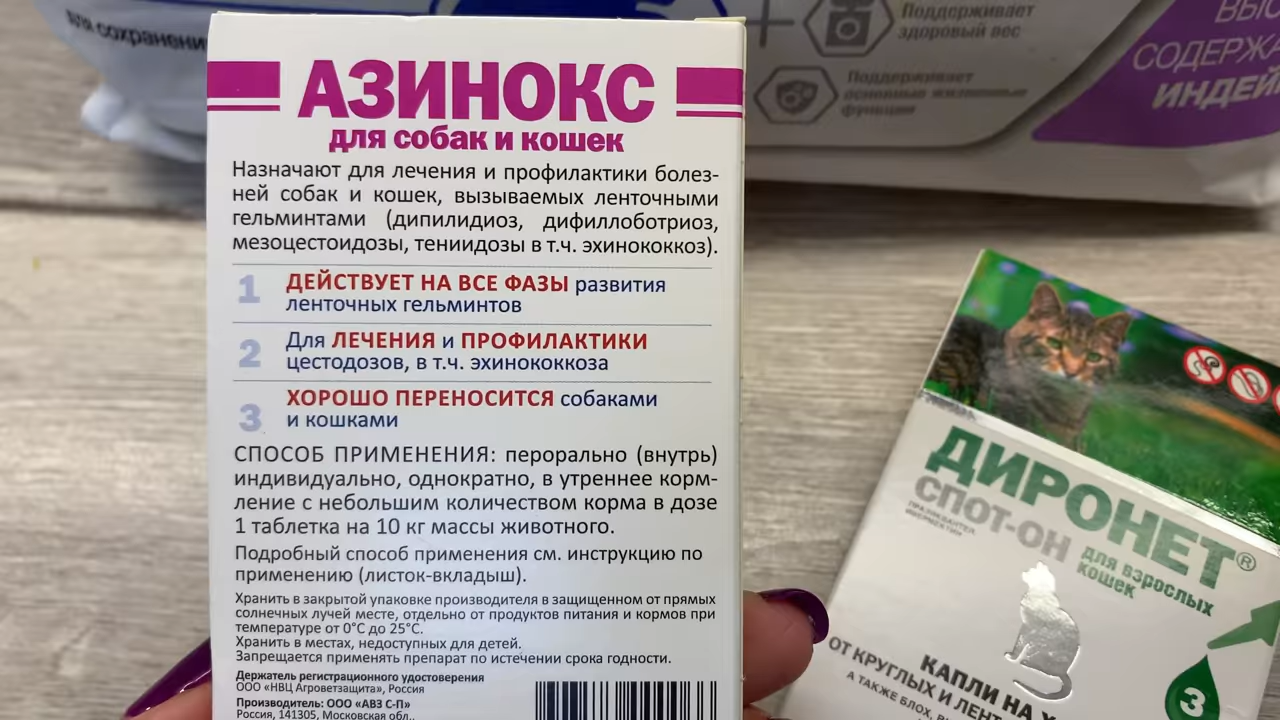 для сохранения
Поддерживает
здоровый вес
Поддерживает
основные жизненные
функции
СОДЕРЖА
ИНДЕЙ
АЗИНОКС
для собак и кошек
Назначают для лечения и профилактики болез-
ней собак и кошек, вызываемых ленточными
гельминтами (дипилидиоз, дифиллоботриоз,
мезоцестоидозы, тениидозы в т.ч. эхинококкоз).
1 ДЕЙСТВУЕТ НА ВСЕ ФАЗЫ развития
ленточных гельминтов
2 Для ЛЕЧЕНИЯ и ПРОФИЛАКТИКИ
цестодозов, в т.ч. эхинококкоза
3 ХОРОШО ПЕРЕНОСИТСЯ собаками
и кошками
СПОСОБ ПРИМЕНЕНИЯ: перорально (внутрь)
индивидуально, однократно, в утреннее корм-
ление с небольшим количеством корма в дозе
1 таблетка на 10 кг массы животного.
Подробный способ применения см. инструкцию по
применению (листок-вкладыш).
Хранить в закрытой упаковке производителя в защищенном от прямых
солнечных лучей месте, отдельно от продуктов питания и кормов при
температуре от 0°С до 25°С.
Хранить в местах, недоступных для детей.
Запрещается применять препарат по истечении срока годности.
Держатель регистрационного удостоверения
ООО «НВЦ Агроветзащита», Россия
Производитель: ООО «АВЗ С-П»
Россия, 141305, Московская обл.,
ДИРОНЕТ®
СПОТ-ОН
ПРАЗИКВАНТЕЛ
ИВЕРМЕКТИН
для взрослых
кошек
КАПЛИ НА Х
ОТ КРУГЛЫХ И ЛЕНТ
А ТАКЖЕ БЛОХ, В
3